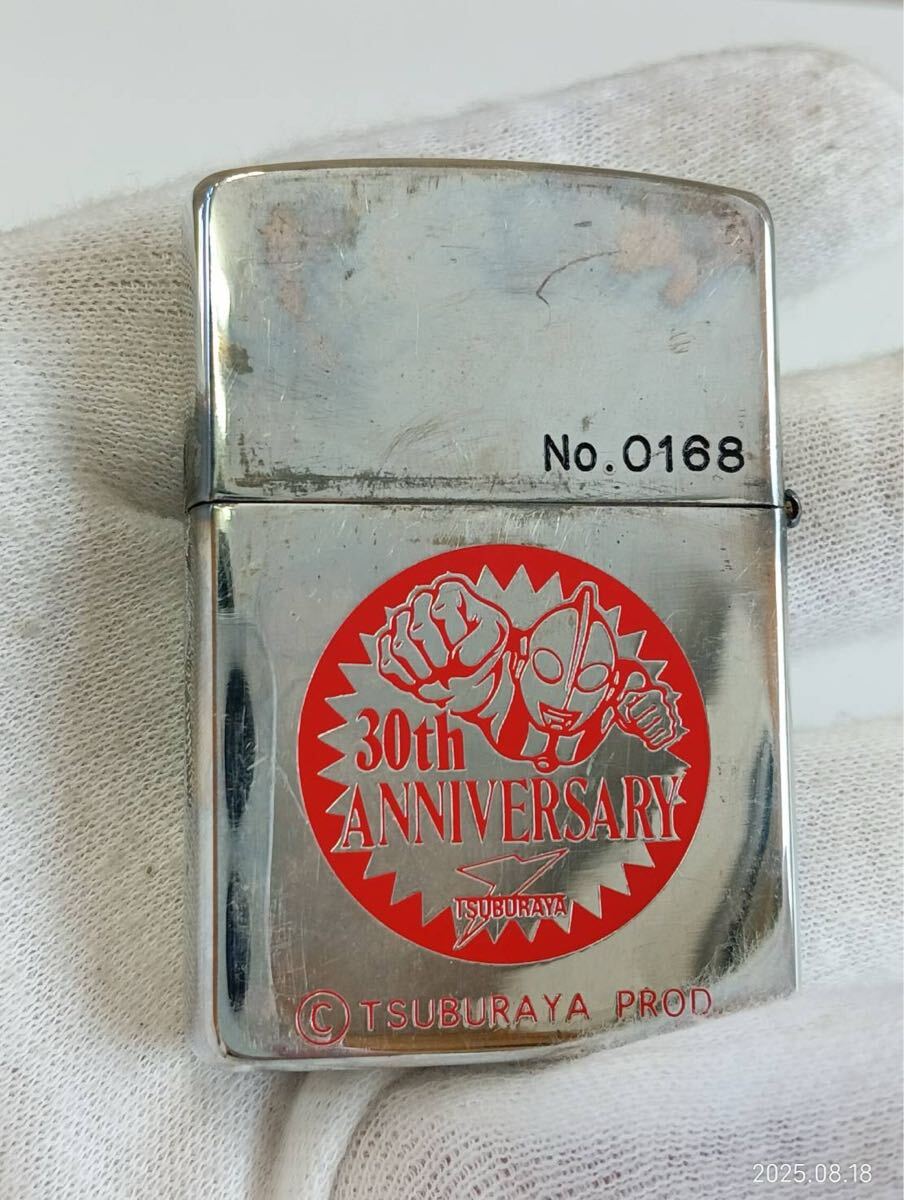 No.0168
30th
ANNIVERSARY
TSUBURAYA
© TSUBURAYA PROD.
2025.08.18